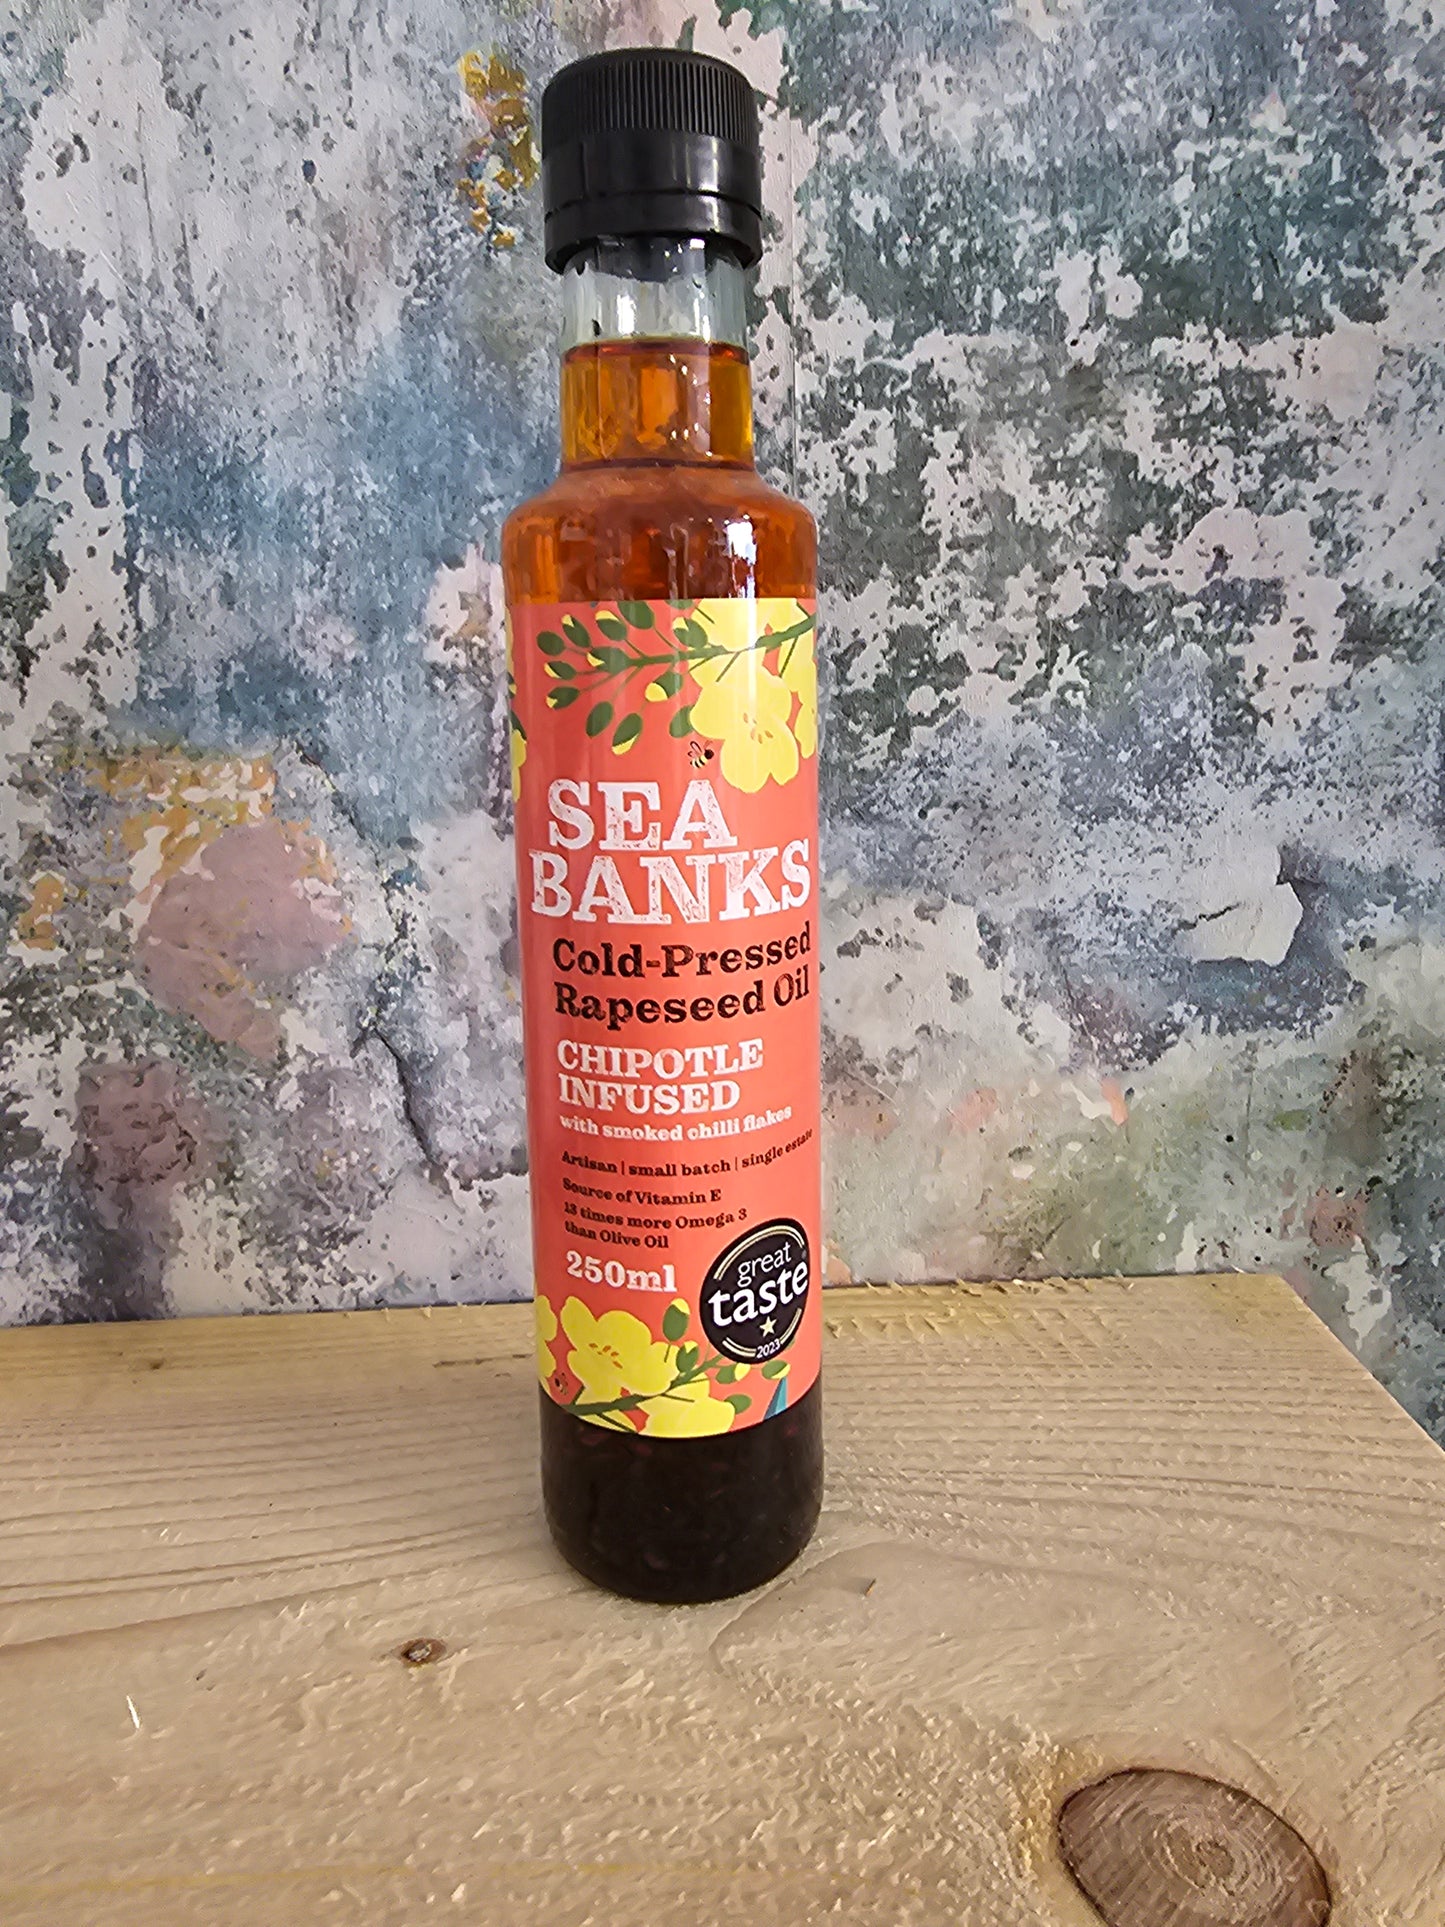 SEA
BANKS
Cold-Pressed
Rapeseed Oil
CHIPOTLE
INFUSED
with smoked chilli flakes
Artisan | small batch | single estate
Source of Vitamin E
13 times more Omega 3
than Olive Oil
250ml
great
taste®
2023